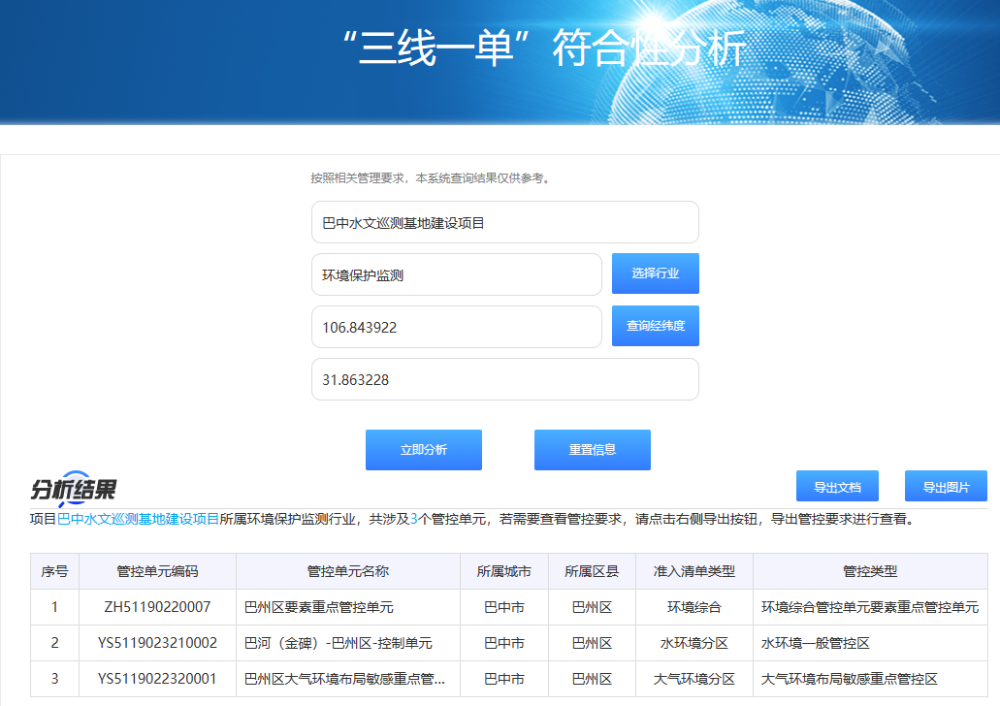 “三线一单”符合性分析
按照相关管理要求，本系统查询结果仅供参考。
巴中水文巡测基地建设项目
环境保护监测 选择行业
106.843922 查询经纬度
31.863228
立即分析 重置信息
分析结果 导出文档 导出图片
项目巴中水文巡测基地建设项目所属环境保护监测行业，共涉及3个管控单元，若需要查看管控要求，请点击右侧导出按钮，导出管控要求进行查看。
序号 管控单元编码 管控单元名称 所属城市 所属区县 准入清单类型 管控类型
1 ZH51190220007 巴州区要素重点管控单元 巴中市 巴州区 环境综合 环境综合管控单元要素重点管控单元
2 YS5119023210002 巴河（金碑）-巴州区-控制单元 巴中市 巴州区 水环境分区 水环境一般管控区
3 YS5119022320001 巴州区大气环境布局敏感重点管... 巴中市 巴州区 大气环境分区 大气环境布局敏感重点管控区